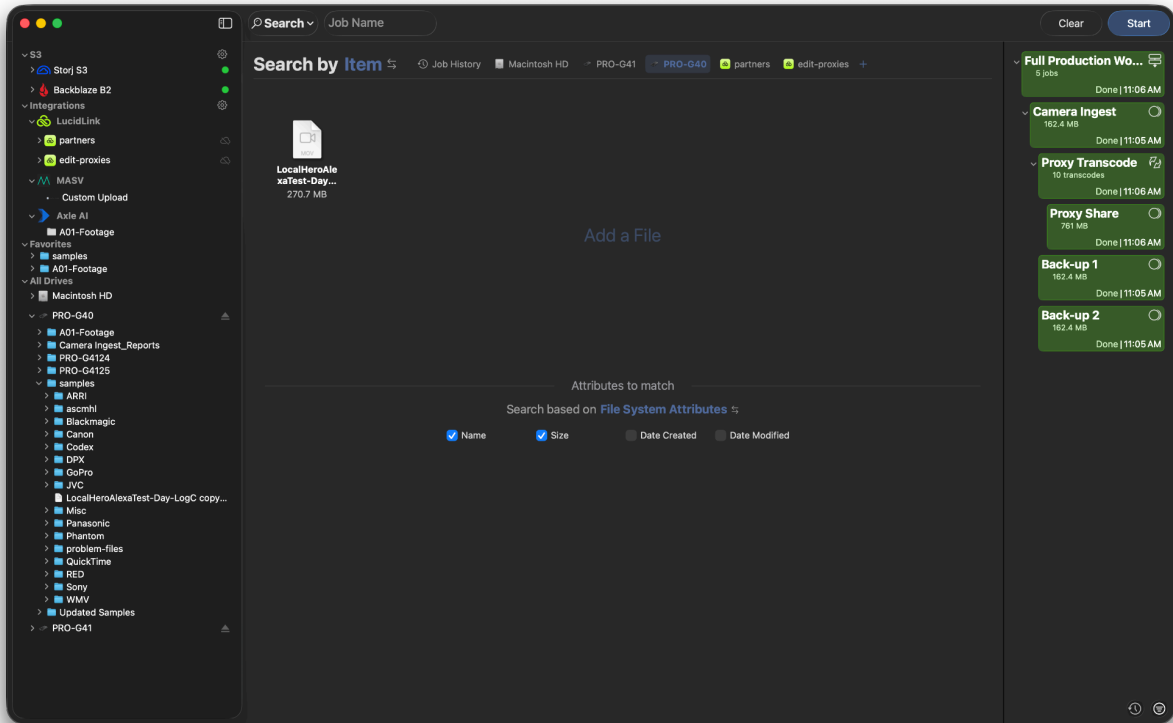 Search
Job Name
Clear
Start
S3
Storj S3
Backblaze B2
Integrations
LucidLink
partners
edit-proxies
MASV
Custom Upload
Axle AI
A01-Footage
Favorites
samples
A01-Footage
All Drives
Macintosh HD
PRO-G40
A01-Footage
Camera Ingest_Reports
PRO-G4124
PRO-G4125
samples
ARRI
ascmhl
Blackmagic
Canon
Codex
DPX
GoPro
JVC
LocalHeroAlexaTest-Day-LogC copy...
Misc
Panasonic
Phantom
problem-files
QuickTime
RED
Sony
WMV
Updated Samples
PRO-G41
Search by Item
Job History
Macintosh HD
PRO-G41
PRO-G40
partners
edit-proxies
MOV
LocalHeroAle
xaTest-Day...
270.7 MB
Add a File
Attributes to match
Search based on File System Attributes
Name
Size
Date Created
Date Modified
Full Production Wo...
5 jobs
Done | 11:06 AM
Camera Ingest
162.4 MB
Done | 11:05 AM
Proxy Transcode
10 transcodes
Done | 11:06 AM
Proxy Share
761 MB
Done | 11:06 AM
Back-up 1
162.4 MB
Done | 11:05 AM
Back-up 2
162.4 MB
Done | 11:05 AM